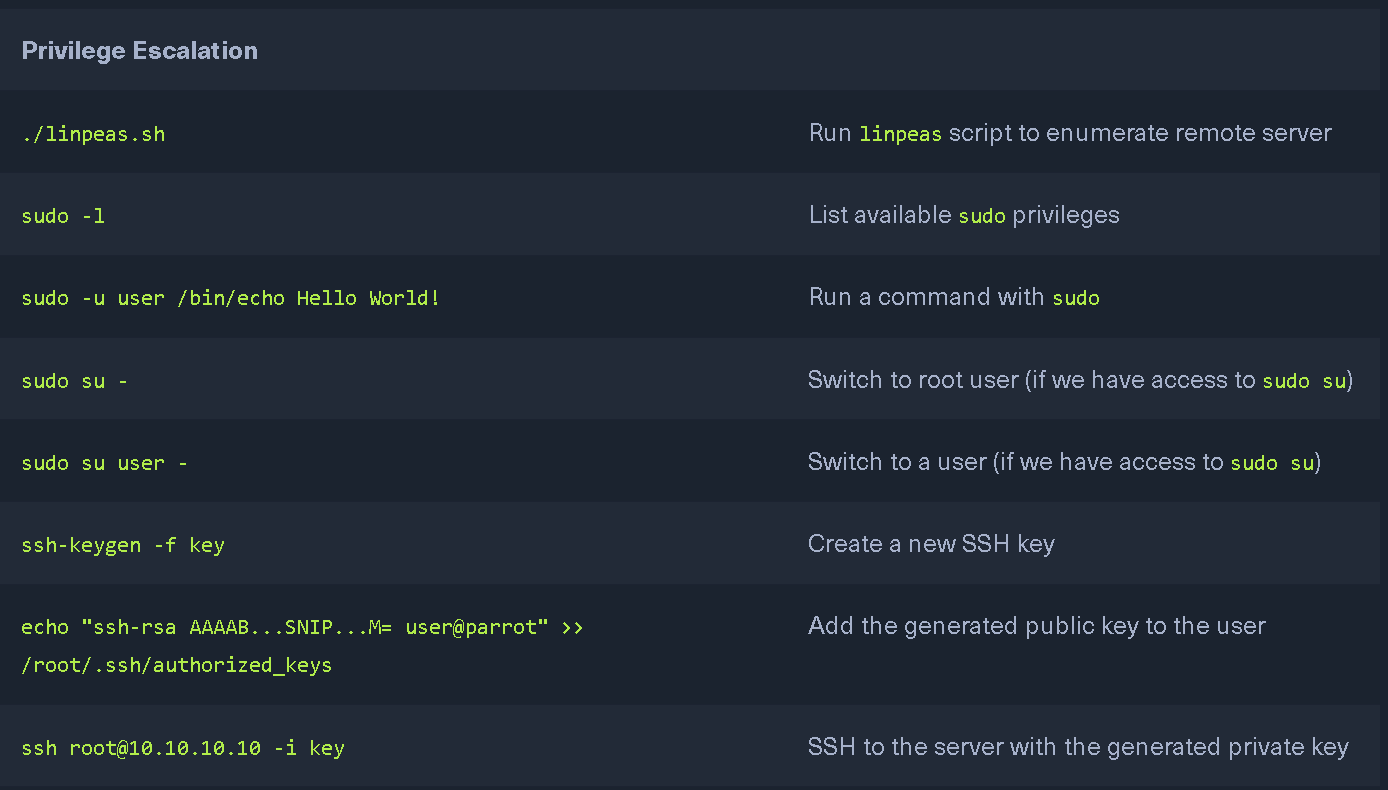 Privilege Escalation
./linpeas.sh Run linpeas script to enumerate remote server
sudo -l List available sudo privileges
sudo -u user /bin/echo Hello World! Run a command with sudo
sudo su - Switch to root user (if we have access to sudo su)
sudo su user - Switch to a user (if we have access to sudo su)
ssh-keygen -f key Create a new SSH key
echo "ssh-rsa AAAAB...SNIP...M= user@parrot" >> Add the generated public key to the user
/root/.ssh/authorized_keys
ssh root@10.10.10.10 -i key SSH to the server with the generated private key